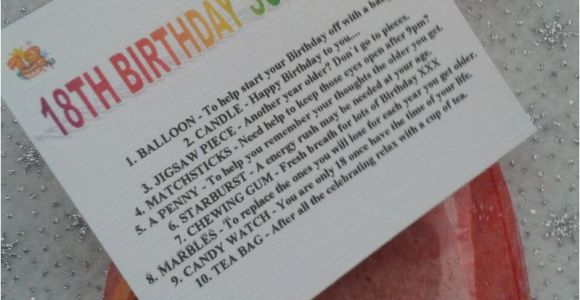 18TH BIRTHDAY
1. BALLOON - To help start your Birthday off with a
2. CANDLE - Happy Birthday to you....
3. JIGSAW PIECE - Another year older? Don't go to pieces.
4. MATCHSTICKS - Need help to keep those eyes open after 9pm?
5. A PENNY - To help you remember your thoughts the older you get.
6. STARBURST - A energy rush may be needed at your age.
7. CHEWING GUM - Fresh breath for lots of Birthday XXX
8. MARBLES - To replace the ones you will lose for each year you get older.
9. CANDY WATCH - You are only 18 once have the time of your life.
10. TEA BAG - After all the celebrating relax with a cup of tea.